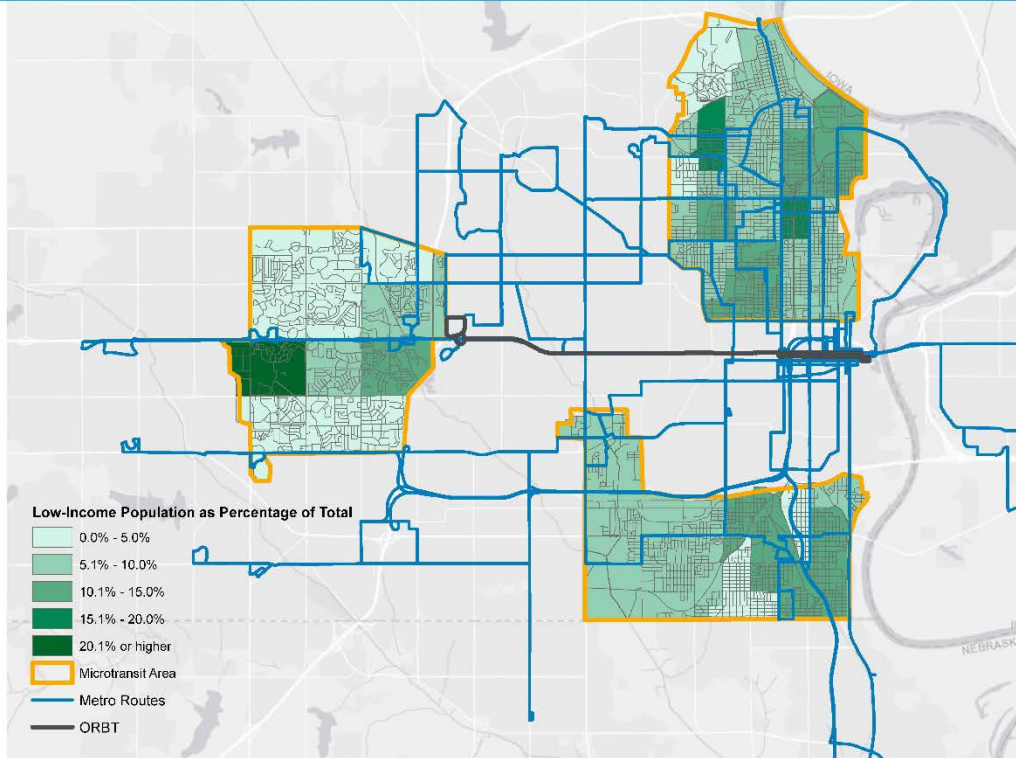 IOWA
Low-Income Population as Percentage of Total
0.0% - 5.0%
5.1% - 10.0%
10.1% - 15.0%
15.1% - 20.0%
20.1% or higher
Microtransit Area
Metro Routes
ORBT
NEBRASK